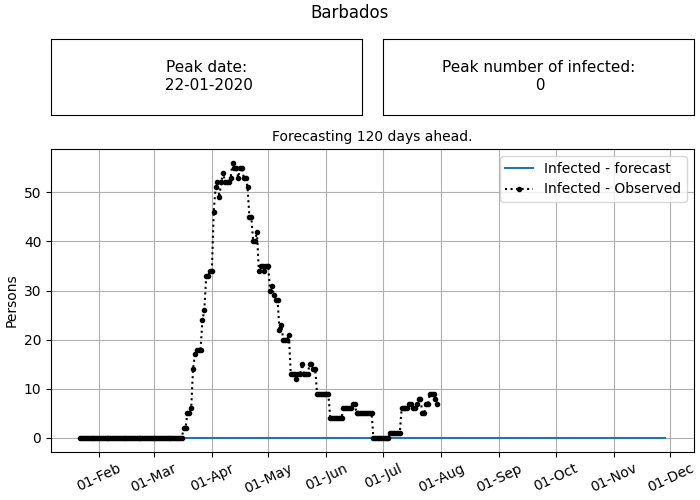 Barbados
Peak date:
22-01-2020
Peak number of infected:
0
Forecasting 120 days ahead.
Infected - forecast
Infected - Observed
Persons
50
40
30
20
10
0
01-Feb
01-Mar
01-Apr
01-May
01-Jun
01-Jul
01-Aug
01-Sep
01-Oct
01-Nov
01-Dec